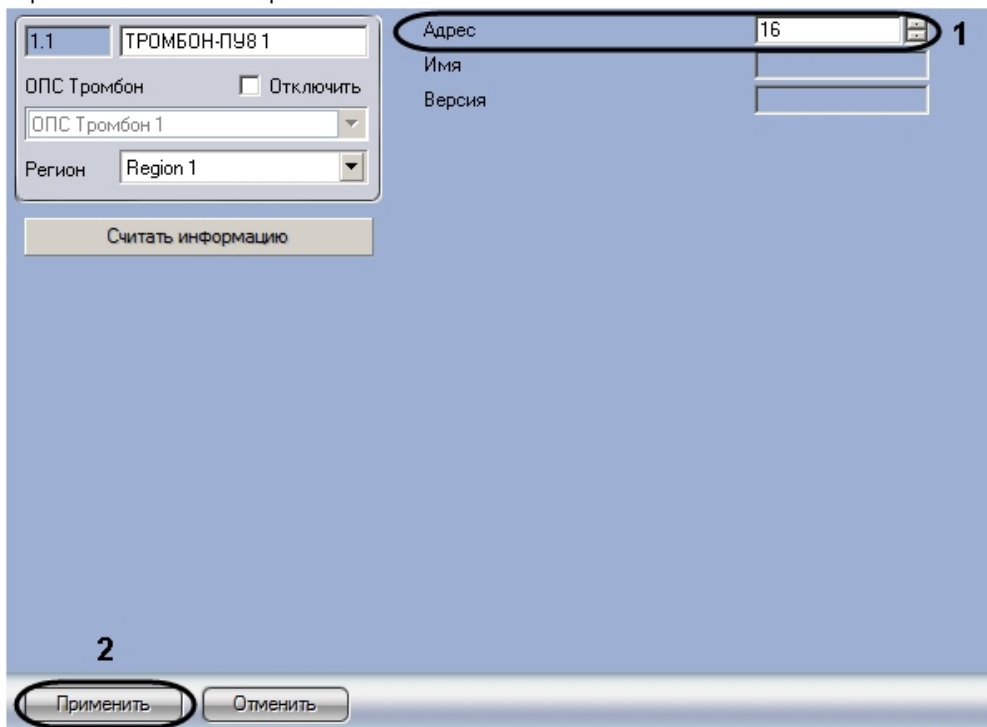 1.1 ТРОМБОН-ПУ8 1
ОПС Тромбон Отключить
ОПС Тромбон 1
Регион Region 1
Считать информацию
Адрес 16 1
Имя
Версия
2
Применить Отменить